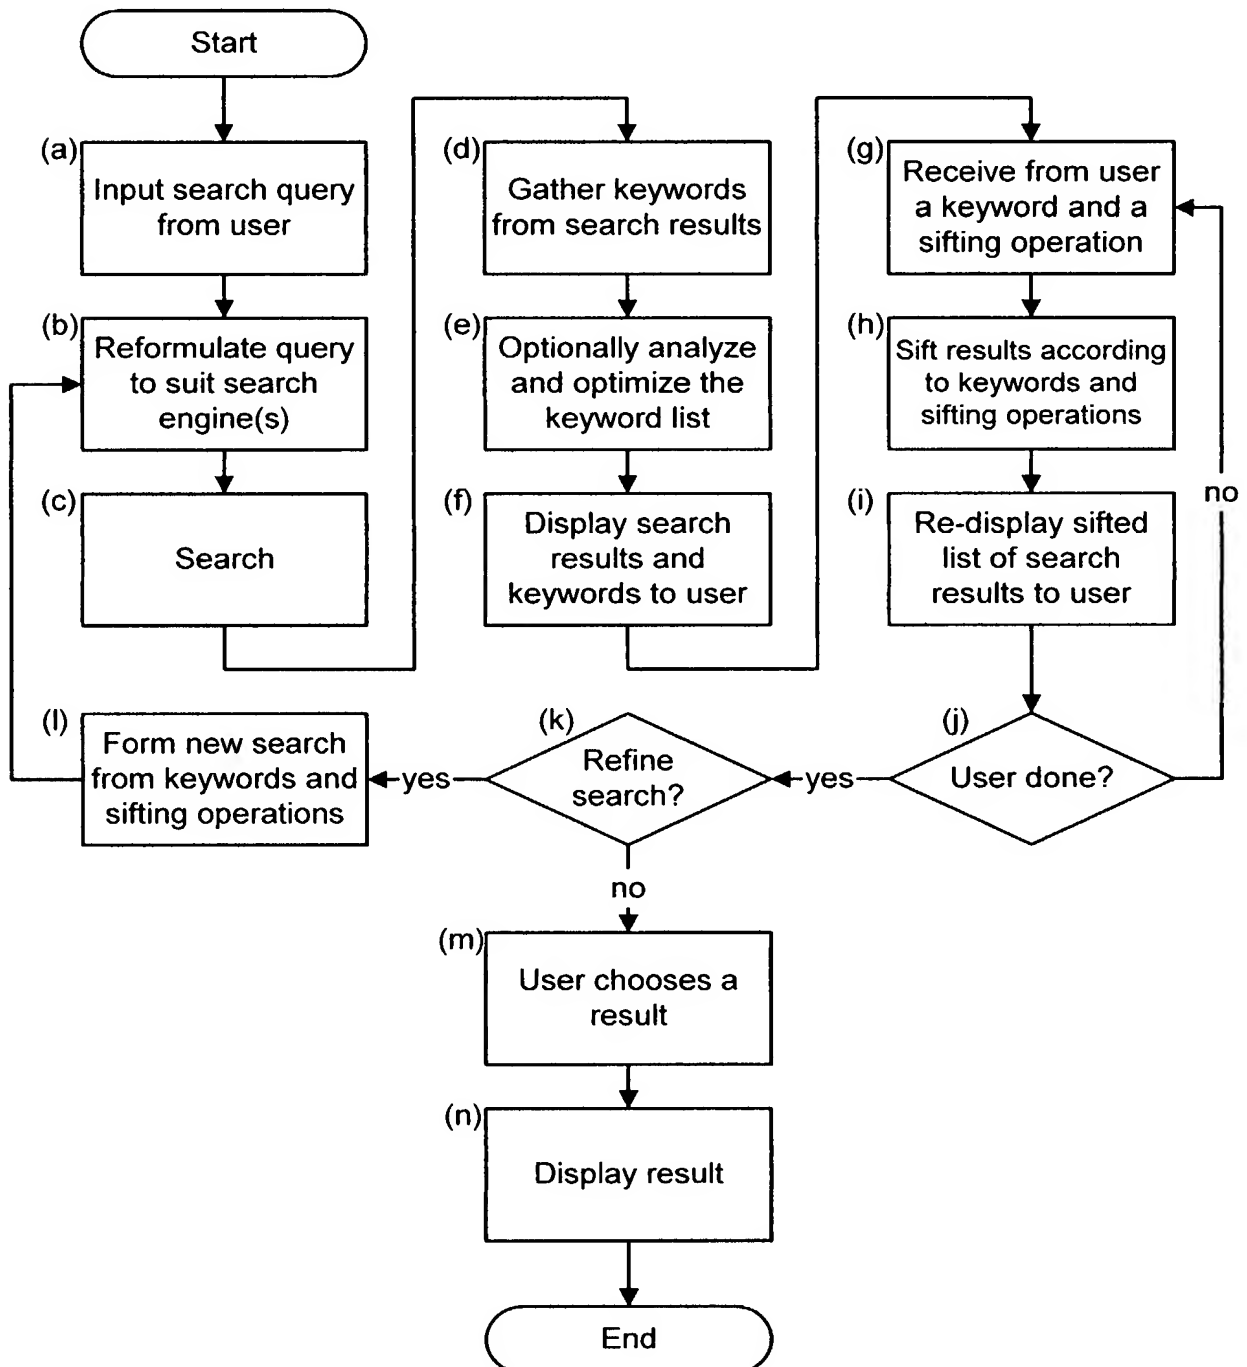 Start
(a)
Input search query
from user
(b)
Reformulate query
to suit search
engine(s)
(c)
Search
(d)
Gather keywords
from search results
(e)
Optionally analyze
and optimize the
keyword list
(f)
Display search
results and
keywords to user
(g)
Receive from user
a keyword and a
sifting operation
(h)
Sift results according
to keywords and
sifting operations
(i)
Re-display sifted
list of search
results to user
no
(j)
User done?
yes
(k)
Refine
search?
yes
(l)
Form new search
from keywords and
sifting operations
no
(m)
User chooses a
result
(n)
Display result
End